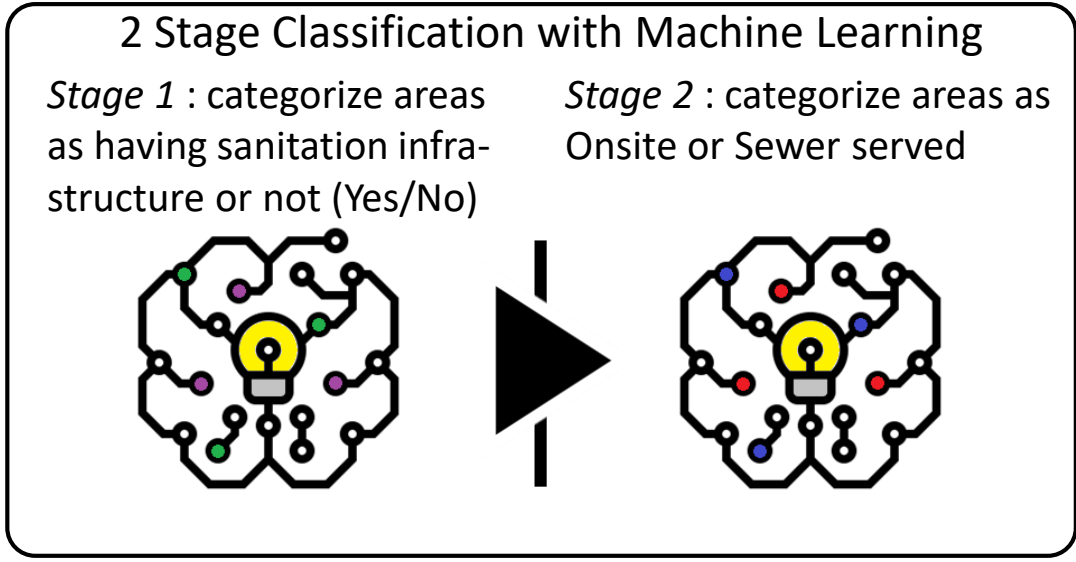 2 Stage Classification with Machine Learning
Stage 1 : categorize areas
as having sanitation infra-
structure or not (Yes/No)
Stage 2 : categorize areas as
Onsite or Sewer served